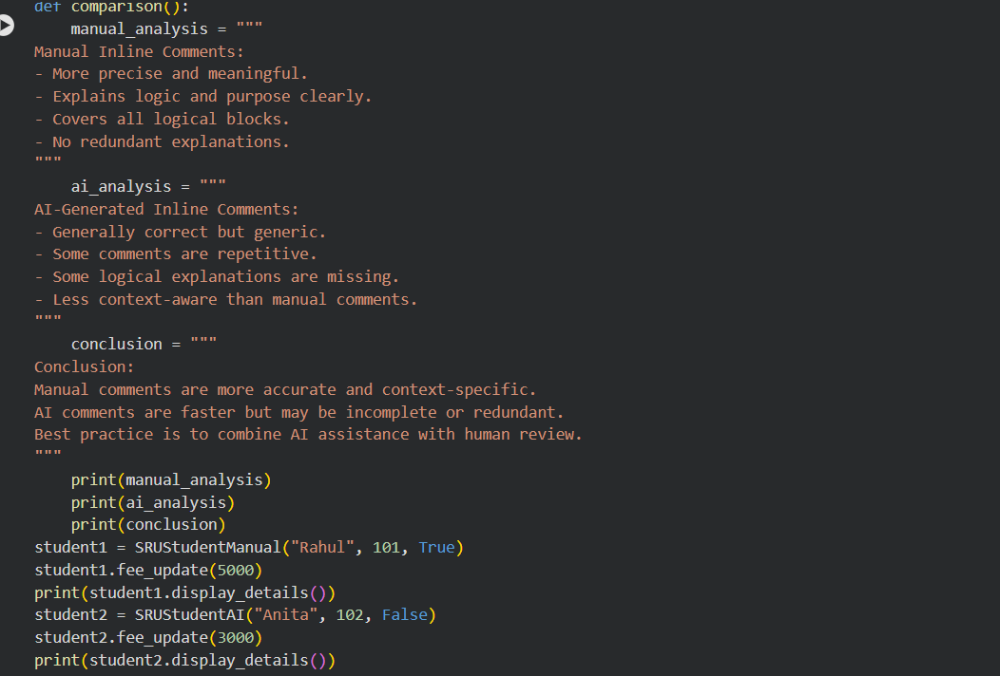 def comparison():
    manual_analysis = """
Manual Inline Comments:
- More precise and meaningful.
- Explains logic and purpose clearly.
- Covers all logical blocks.
- No redundant explanations.
"""
    ai_analysis = """
AI-Generated Inline Comments:
- Generally correct but generic.
- Some comments are repetitive.
- Some logical explanations are missing.
- Less context-aware than manual comments.
"""
    conclusion = """
Conclusion:
Manual comments are more accurate and context-specific.
AI comments are faster but may be incomplete or redundant.
Best practice is to combine AI assistance with human review.
"""
    print(manual_analysis)
    print(ai_analysis)
    print(conclusion)
student1 = SRUStudentManual("Rahul", 101, True)
student1.fee_update(5000)
print(student1.display_details())
student2 = SRUStudentAI("Anita", 102, False)
student2.fee_update(3000)
print(student2.display_details())